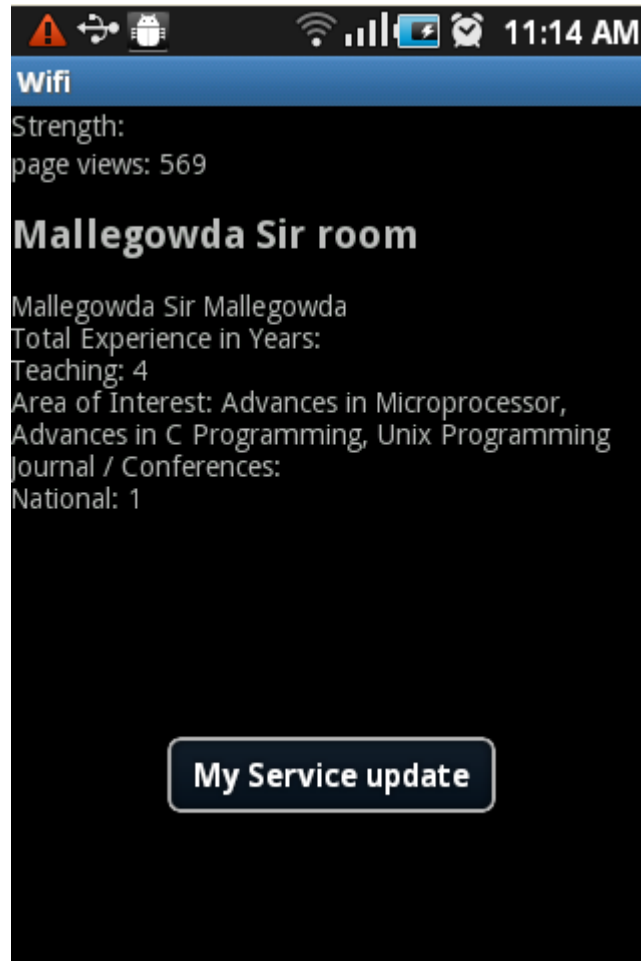 11:14 AM
Wifi
Strength:
page views: 569
Mallegowda Sir room
Mallegowda Sir Mallegowda
Total Experience in Years:
Teaching: 4
Area of Interest: Advances in Microprocessor,
Advances in C Programming, Unix Programming
Journal / Conferences:
National: 1
My Service update